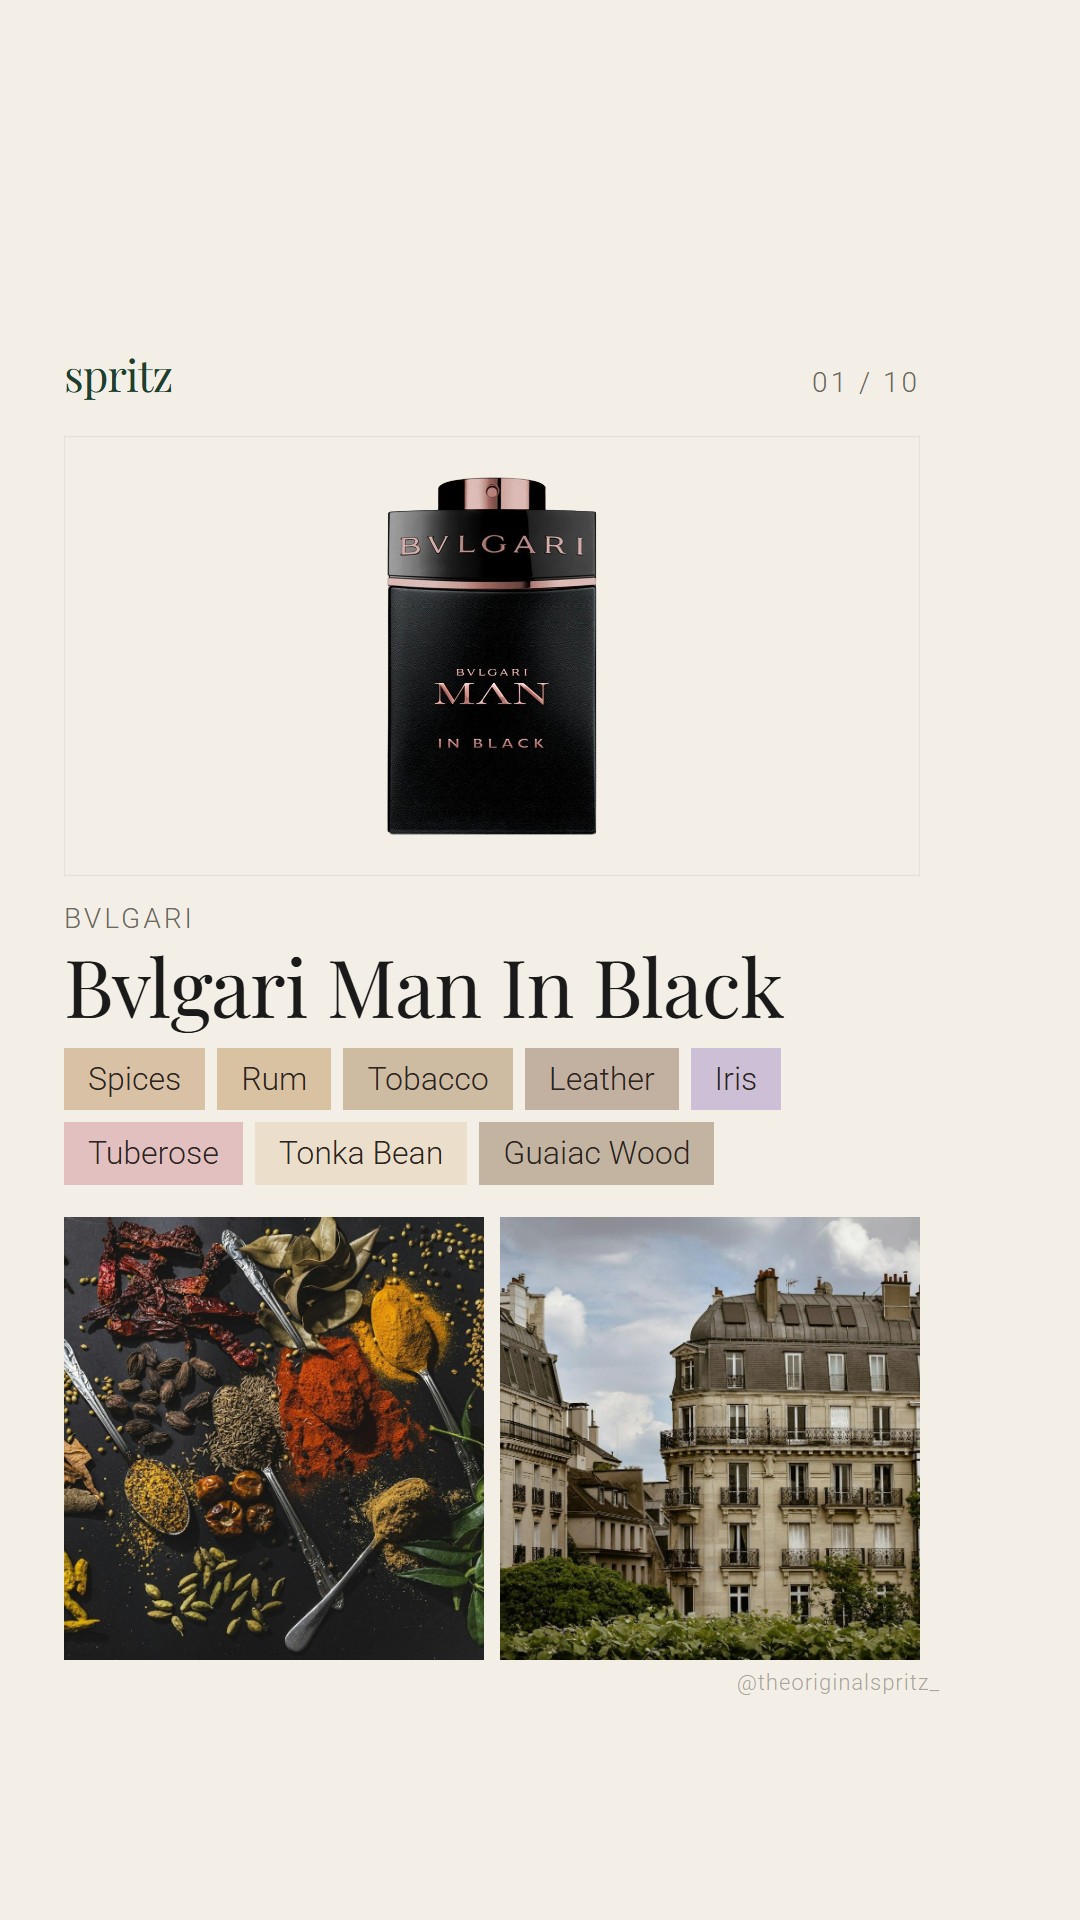 spritz
01 / 10
BVLGARI
BVLGARI
MAN
IN BLACK
BVLGARI
Bvlgari Man In Black
Spices Rum Tobacco Leather Iris
Tuberose Tonka Bean Guaiac Wood
@theoriginalspritz_